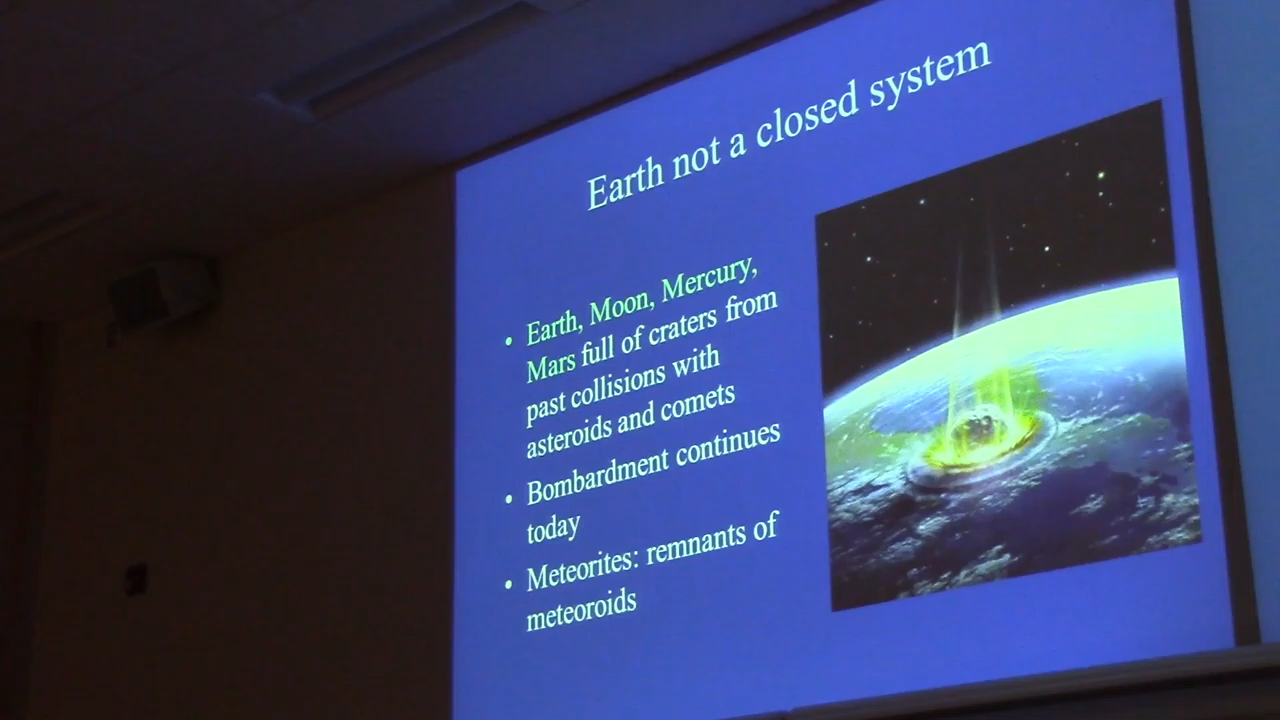 Earth not a closed system
• Earth, Moon, Mercury,
Mars full of craters from
past collisions with
asteroids and comets
• Bombardment continues
today
• Meteorites: remnants of
meteoroids